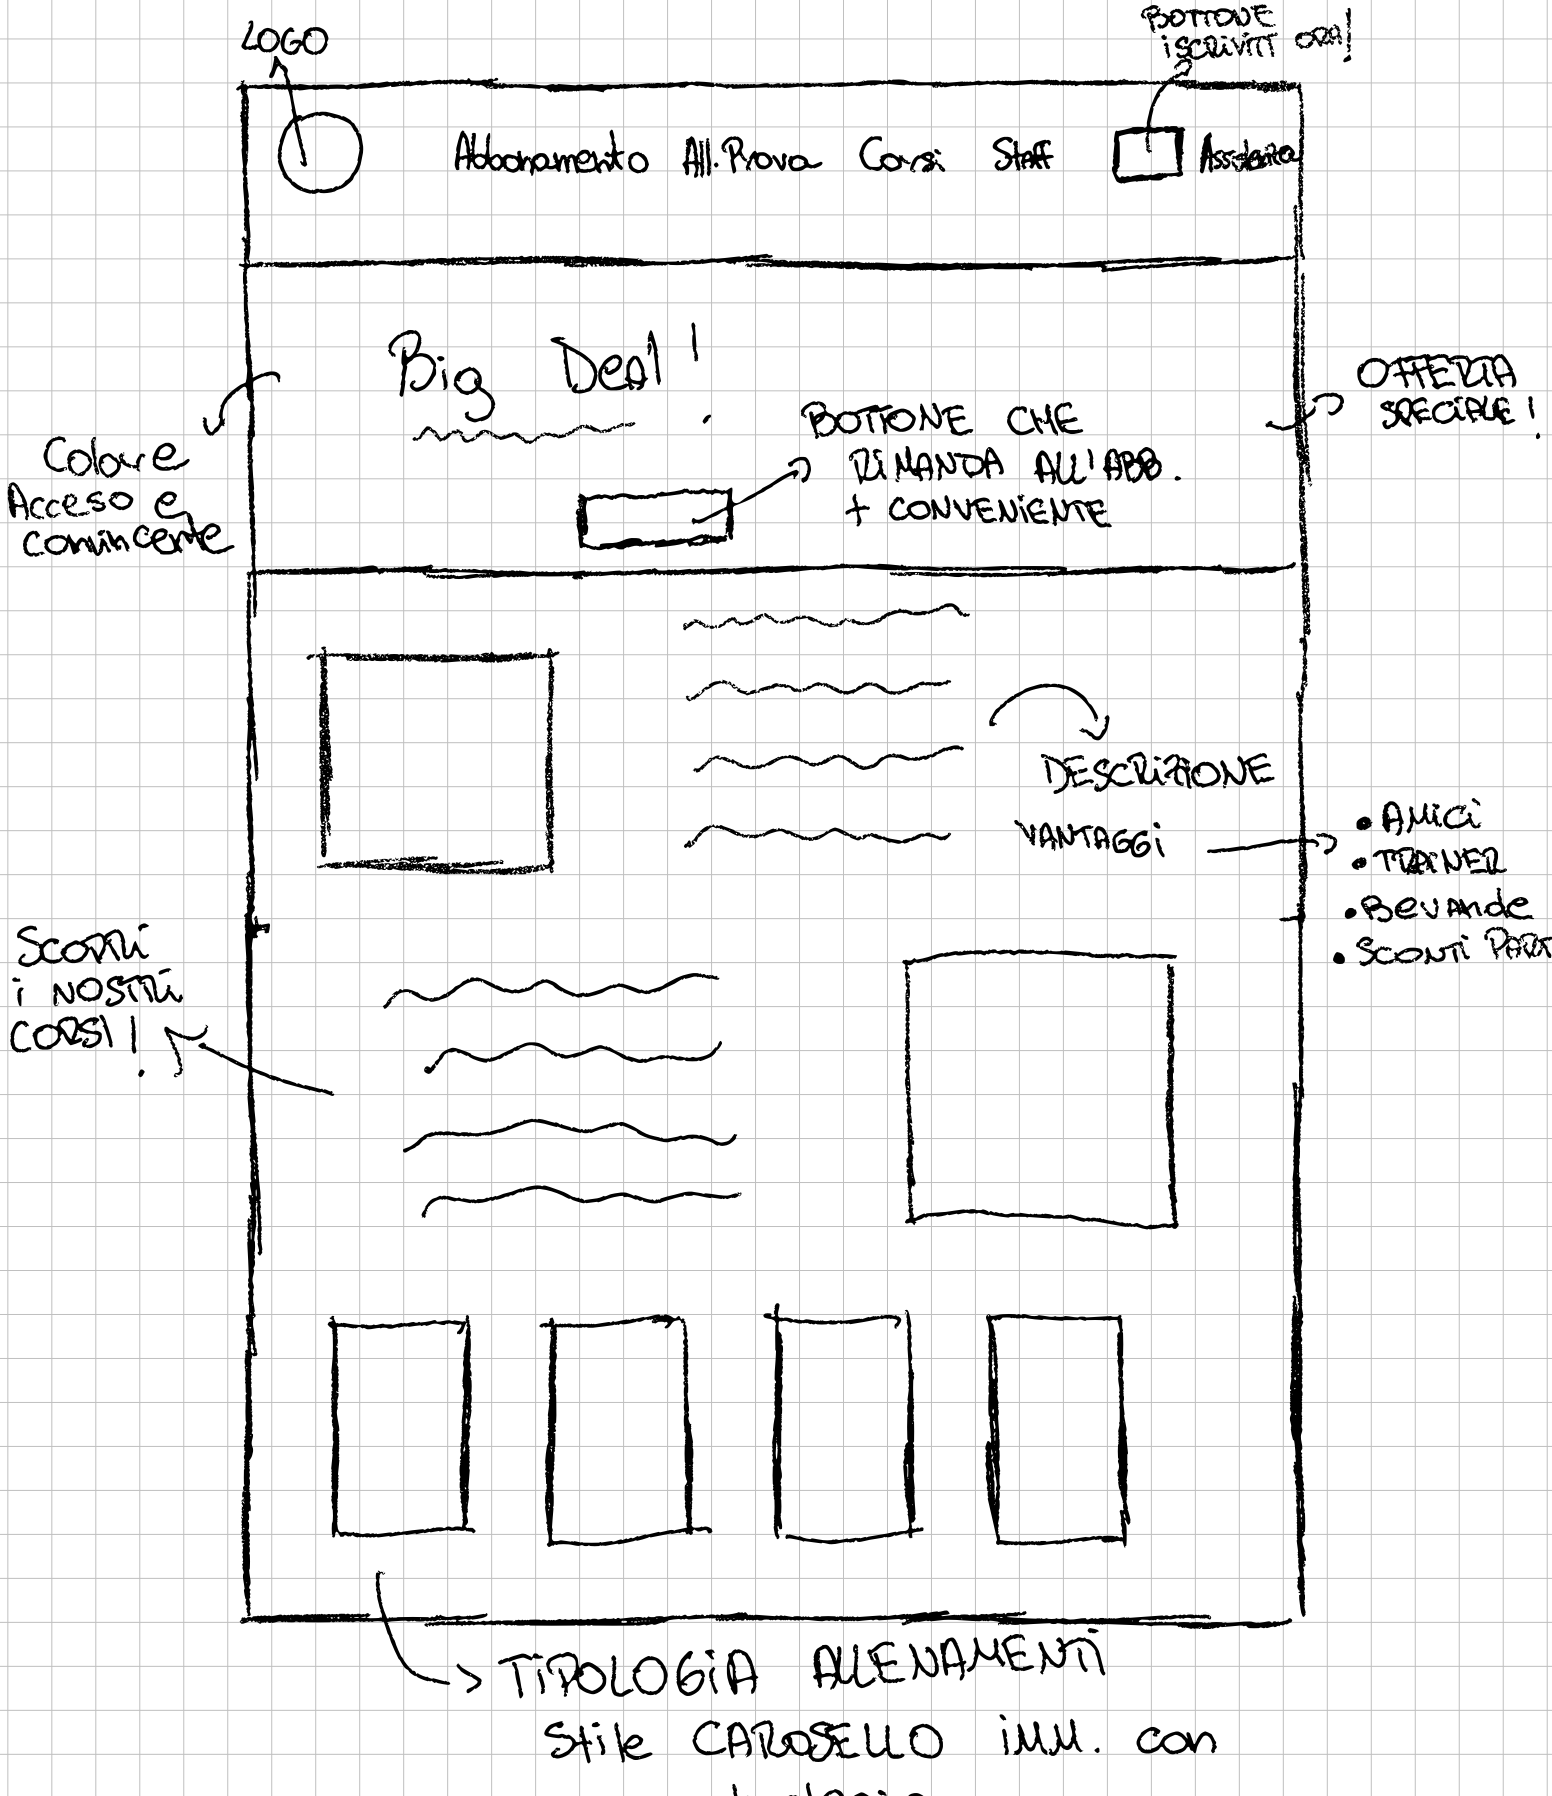 LOGO
BOTTONE
iSCRiViTi ORA!
Abbonamento All.Prova Corsi Staff Assistenza
Big Deal!
OFFERTA
SPECIALE!
BOTTONE CHE
RiMANDA ALL'ABB.
+ CONVENiENTE
Colore
Acceso e
convincente
DESCRiZiONE
VANTAGGi
• AMiCi
• TRAiNER
• Bevande
• SCONTi PART
SCOPRi
i NOSTRi
CORSi!
TiPOLOGiA ALLENAMENTi
Stile CAROSELLO iMM. con